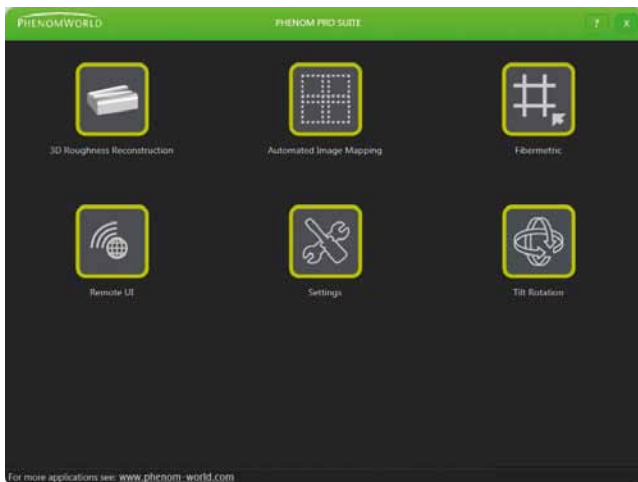 PHENOMWORLD
PHENOM PRO SUITE
? X
3D Roughness Reconstruction
Automated Image Mapping
Fibermetric
Remote UI
Settings
Tilt Rotation
For more applications see: www.phenom-world.com